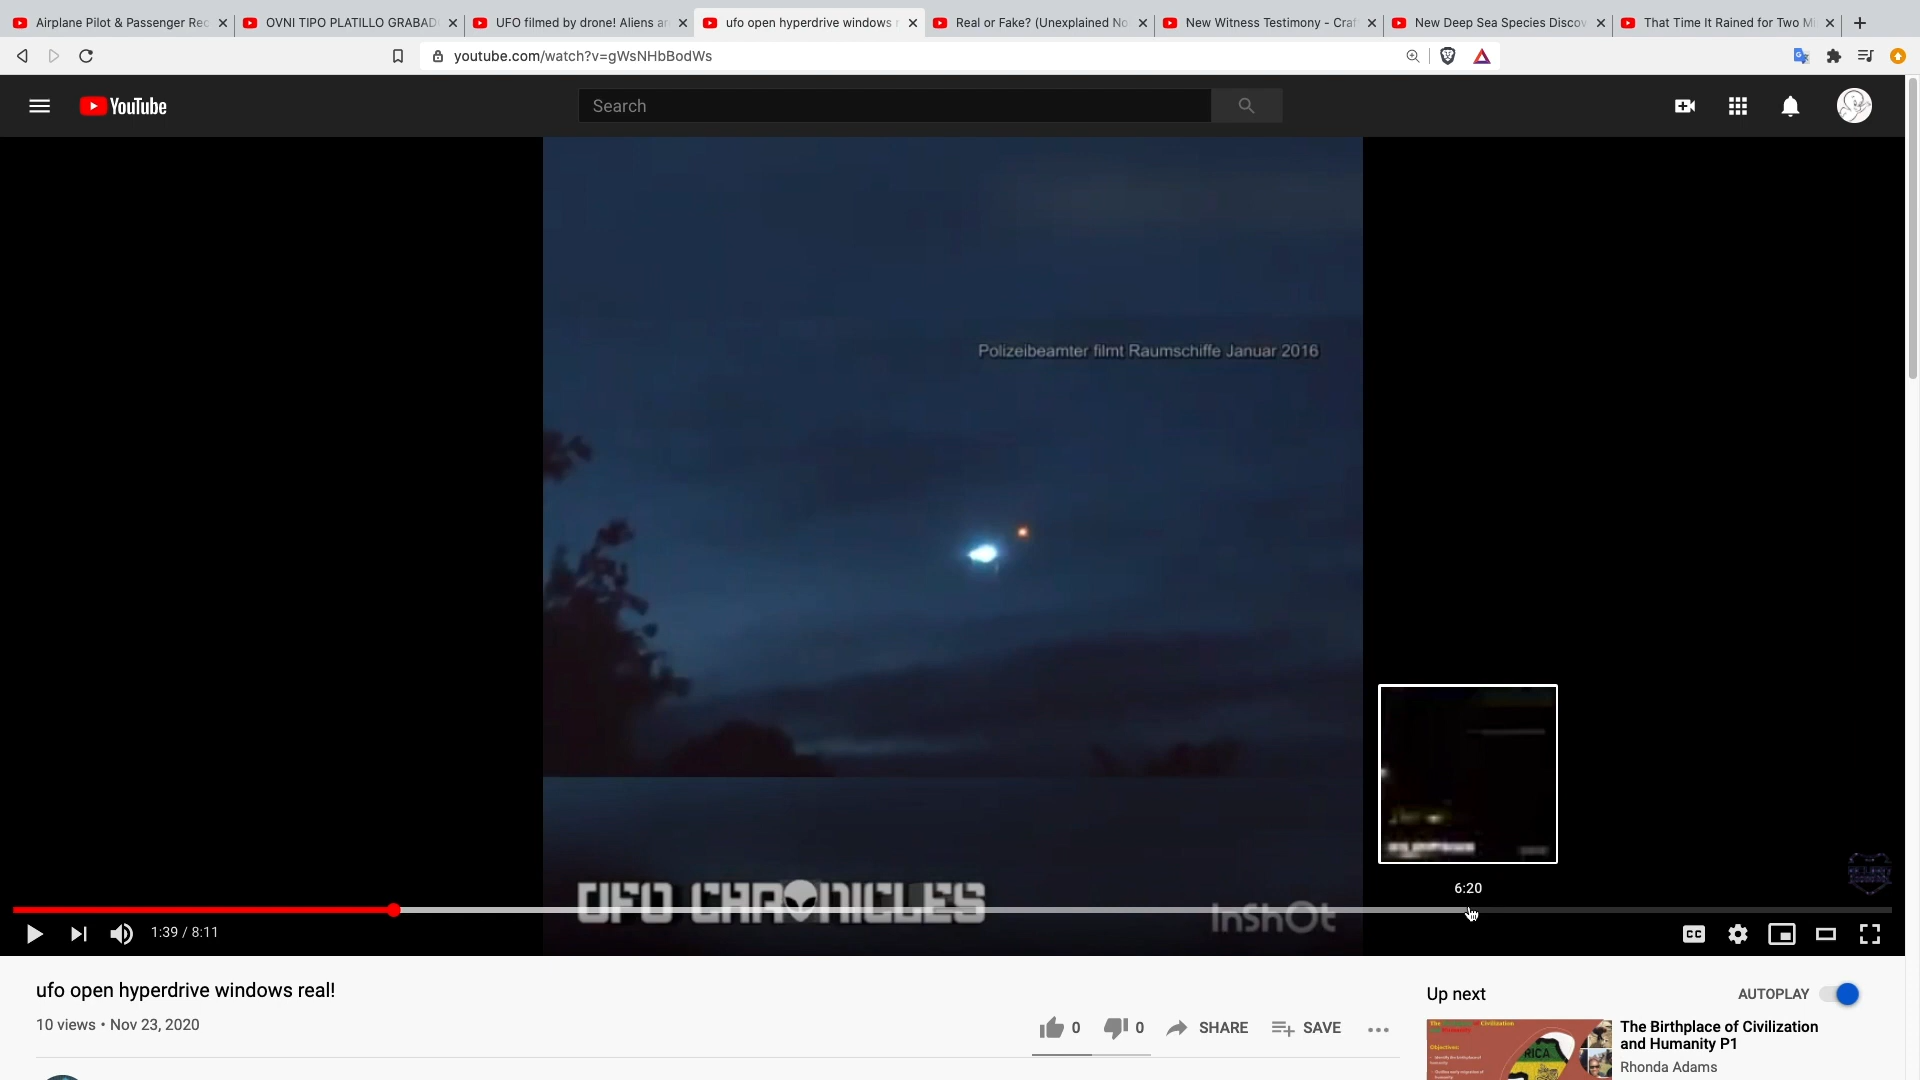 Airplane Pilot & Passenger Rec
OVNI TIPO PLATILLO GRABAD
UFO filmed by drone! Aliens a
ufo open hyperdrive windows
Real or Fake? (Unexplained No
New Witness Testimony - Craf
New Deep Sea Species Discov
That Time It Rained for Two Mi
youtube.com/watch?v=gWsNHbBodWs
YouTube
Search
Polizeibeamter filmt Raumschiffe Januar 2016
6:20
UFO CHRONICLES
InShOt
1:39 / 8:11
CC
ufo open hyperdrive windows real!
10 views • Nov 23, 2020
0
0
SHARE
SAVE
Up next
AUTOPLAY
The Birthplace of Civilization
and Humanity P1
Rhonda Adams